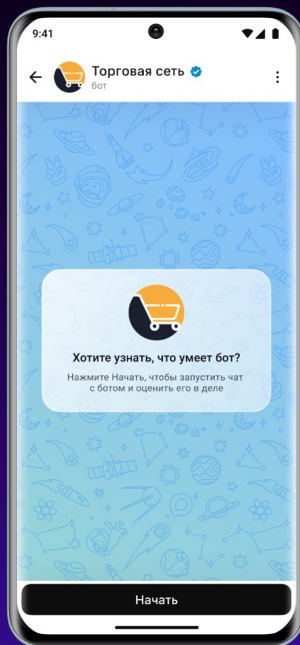 9:41
Торговая сеть
бот
Хотите узнать, что умеет бот?
Нажмите Начать, чтобы запустить чат
с ботом и оценить его в деле
Начать